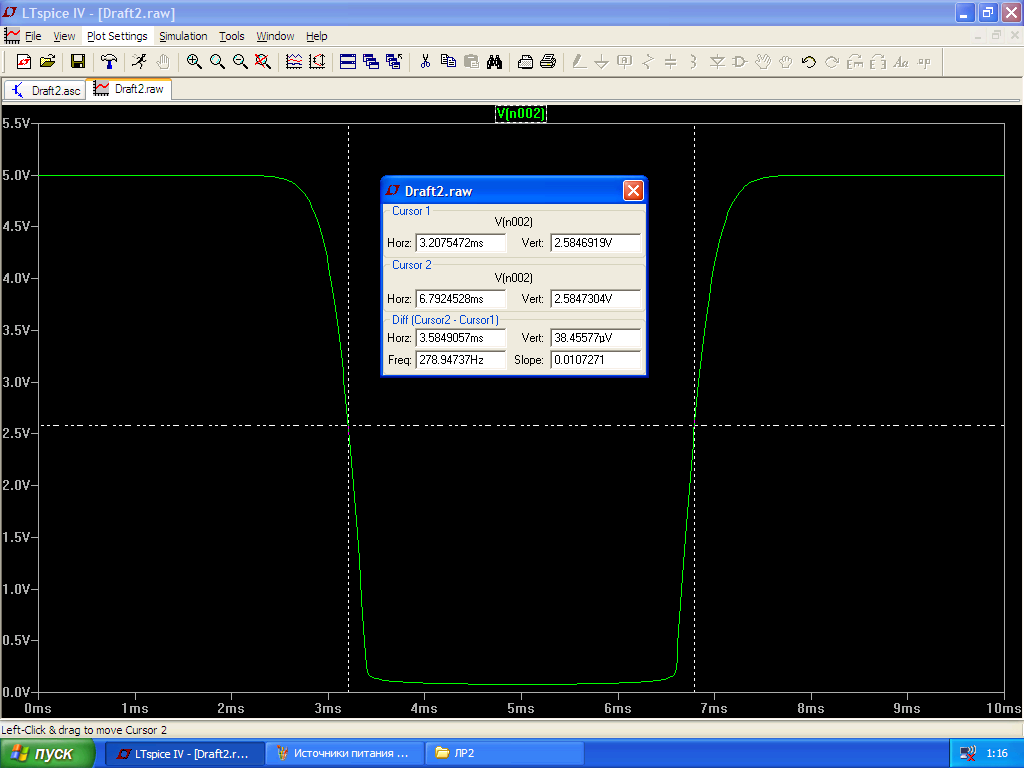 LTspice IV - [Draft2.raw]
File View Plot Settings Simulation Tools Window Help
Draft2.asc Draft2.raw
V(n002)
5.5V
5.0V
4.5V
4.0V
3.5V
3.0V
2.5V
2.0V
1.5V
1.0V
0.5V
0.0V
Draft2.raw
Cursor 1
V(n002)
Horz: 3.2075472ms Vert: 2.5846919V
Cursor 2
V(n002)
Horz: 6.7924528ms Vert: 2.5847304V
Diff (Cursor2 - Cursor1)
Horz: 3.5849057ms Vert: 38.45577µV
Freq: 278.94737Hz Slope: 0.0107271
0ms 1ms 2ms 3ms 4ms 5ms 6ms 7ms 8ms 9ms 10ms
Left-Click & drag to move Cursor 2
пуск LTspice IV - [Draft2.r... Источники питания ... ЛР2 1:16